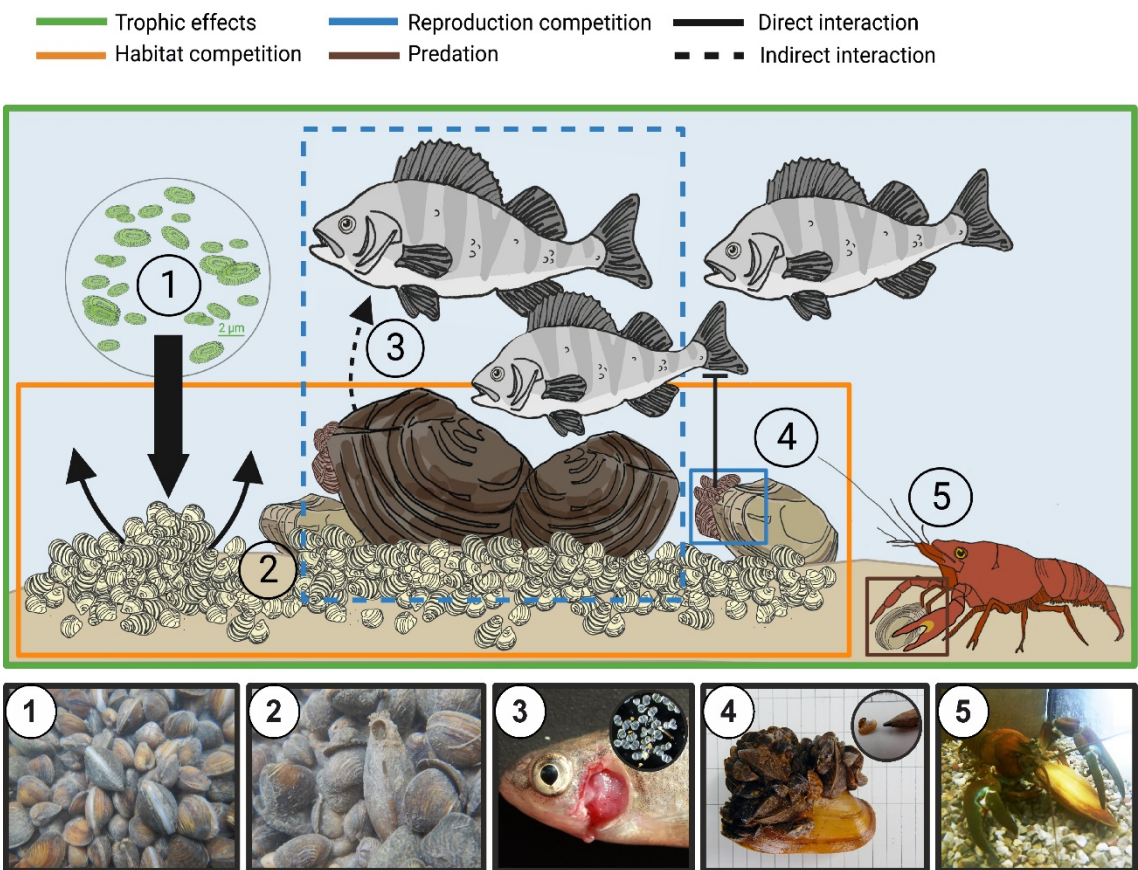 Trophic effects
Reproduction competition
Direct interaction
Habitat competition
Predation
Indirect interaction
1
2 µm
3
4
5
2
1
2
3
4
5